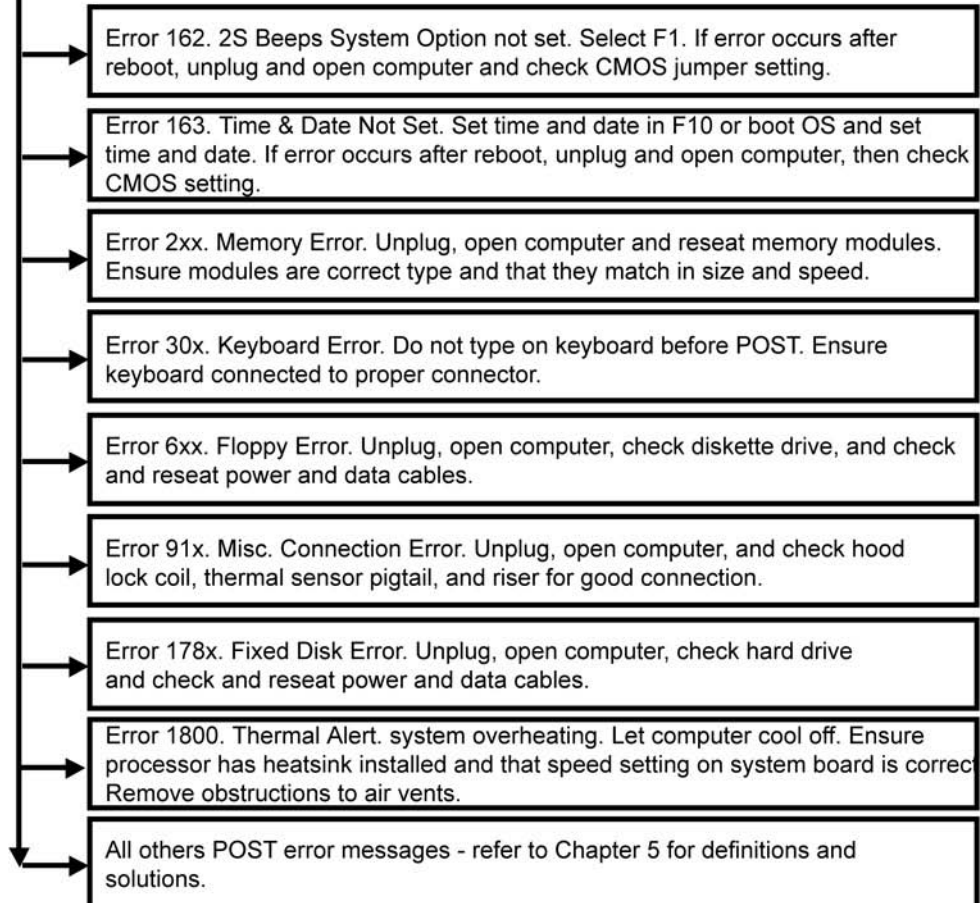 Error 162. 2S Beeps System Option not set. Select F1. If error occurs after
reboot, unplug and open computer and check CMOS jumper setting.
Error 163. Time & Date Not Set. Set time and date in F10 or boot OS and set
time and date. If error occurs after reboot, unplug and open computer, then check
CMOS setting.
Error 2xx. Memory Error. Unplug, open computer and reseat memory modules.
Ensure modules are correct type and that they match in size and speed.
Error 30x. Keyboard Error. Do not type on keyboard before POST. Ensure
keyboard connected to proper connector.
Error 6xx. Floppy Error. Unplug, open computer, check diskette drive, and check
and reseat power and data cables.
Error 91x. Misc. Connection Error. Unplug, open computer, and check hood
lock coil, thermal sensor pigtail, and riser for good connection.
Error 178x. Fixed Disk Error. Unplug, open computer, check hard drive
and check and reseat power and data cables.
Error 1800. Thermal Alert. system overheating. Let computer cool off. Ensure
processor has heatsink installed and that speed setting on system board is correct
Remove obstructions to air vents.
All others POST error messages - refer to Chapter 5 for definitions and
solutions.